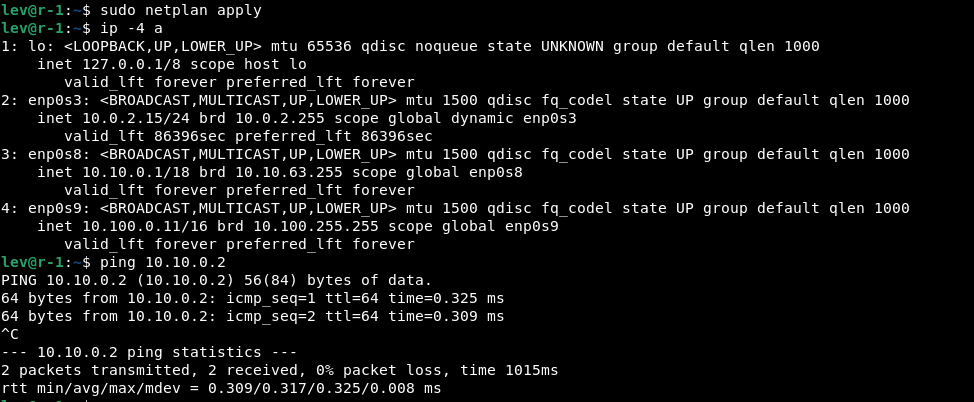 lev@r-1:~$ sudo netplan apply
lev@r-1:~$ ip -4 a
1: lo: <LOOPBACK,UP,LOWER_UP> mtu 65536 qdisc noqueue state UNKNOWN group default qlen 1000
    inet 127.0.0.1/8 scope host lo
       valid_lft forever preferred_lft forever
2: enp0s3: <BROADCAST,MULTICAST,UP,LOWER_UP> mtu 1500 qdisc fq_codel state UP group default qlen 1000
    inet 10.0.2.15/24 brd 10.0.2.255 scope global dynamic enp0s3
       valid_lft 86396sec preferred_lft 86396sec
3: enp0s8: <BROADCAST,MULTICAST,UP,LOWER_UP> mtu 1500 qdisc fq_codel state UP group default qlen 1000
    inet 10.10.0.1/18 brd 10.10.63.255 scope global enp0s8
       valid_lft forever preferred_lft forever
4: enp0s9: <BROADCAST,MULTICAST,UP,LOWER_UP> mtu 1500 qdisc fq_codel state UP group default qlen 1000
    inet 10.100.0.11/16 brd 10.100.255.255 scope global enp0s9
       valid_lft forever preferred_lft forever
lev@r-1:~$ ping 10.10.0.2
PING 10.10.0.2 (10.10.0.2) 56(84) bytes of data.
64 bytes from 10.10.0.2: icmp_seq=1 ttl=64 time=0.325 ms
64 bytes from 10.10.0.2: icmp_seq=2 ttl=64 time=0.309 ms
^C
--- 10.10.0.2 ping statistics ---
2 packets transmitted, 2 received, 0% packet loss, time 1015ms
rtt min/avg/max/mdev = 0.309/0.317/0.325/0.008 ms